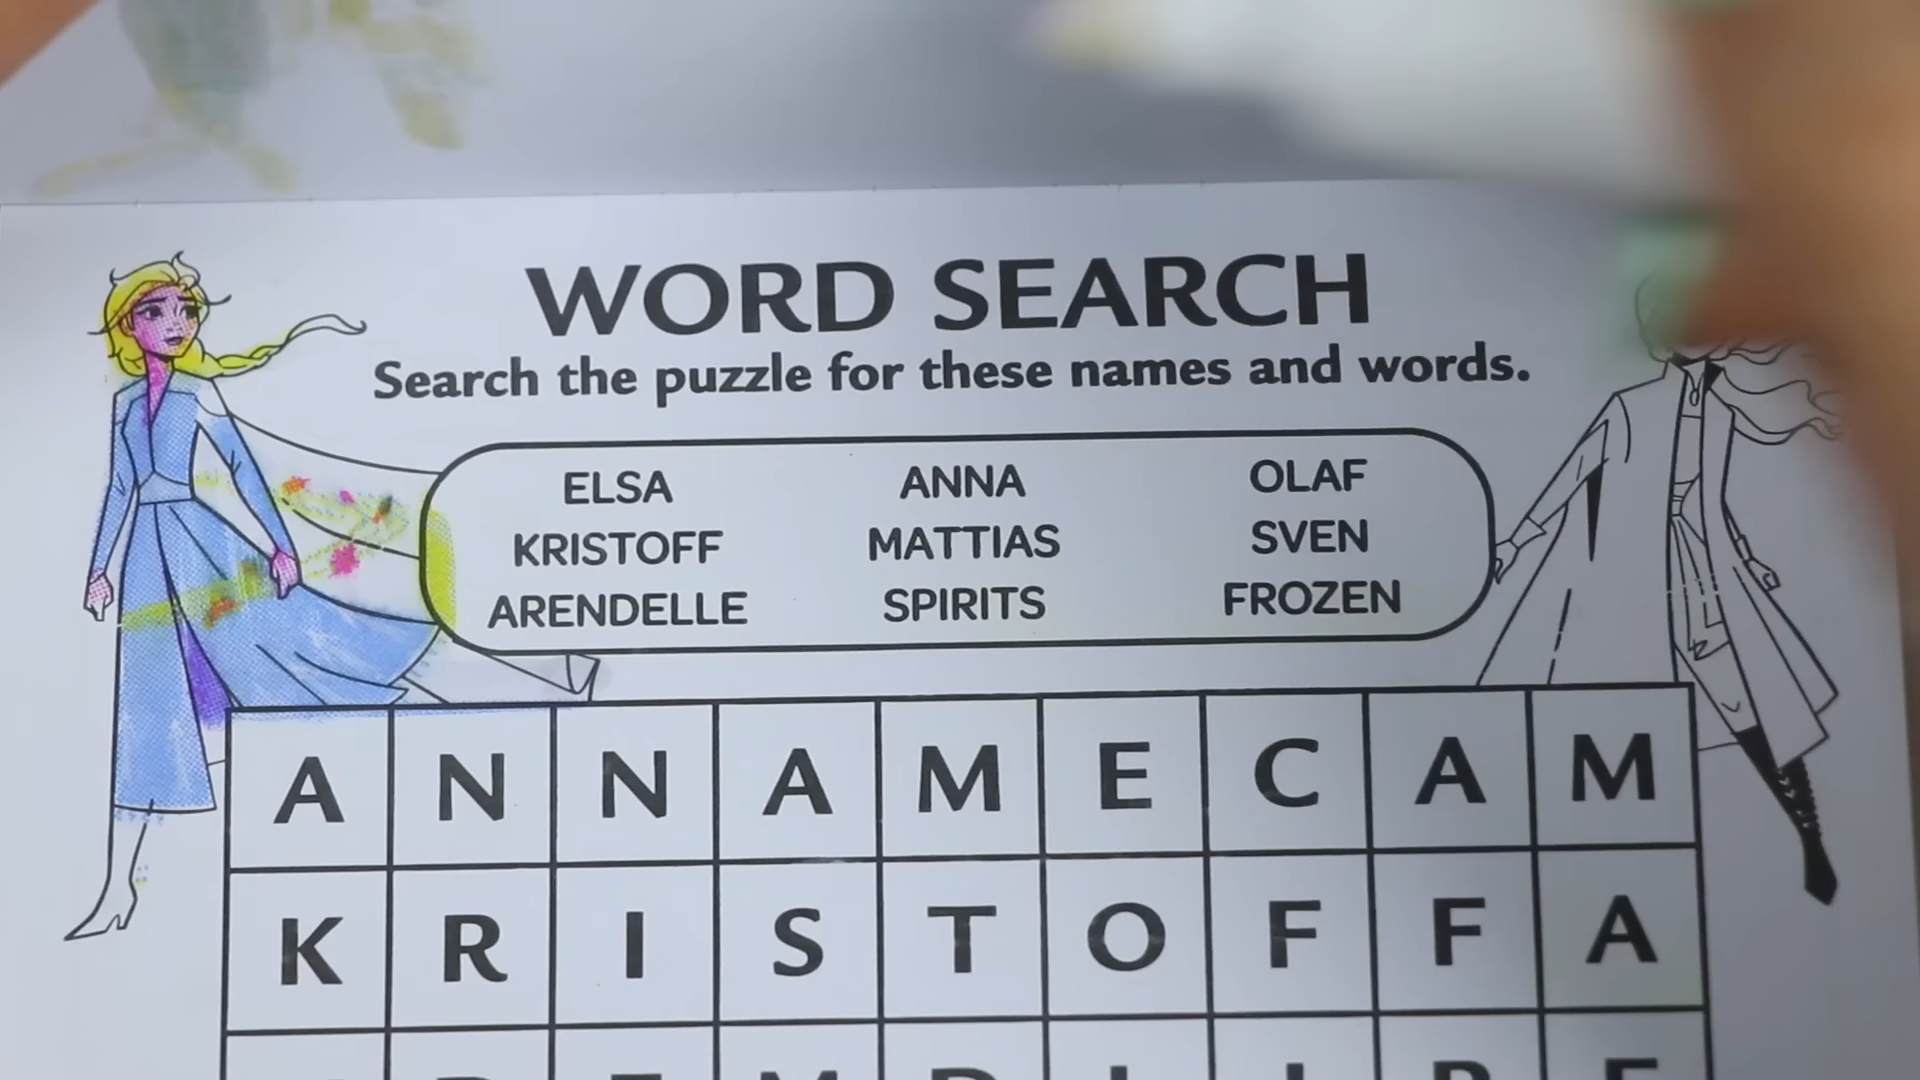 WORD SEARCH
Search the puzzle for these names and words.
ELSA ANNA OLAF
KRISTOFF MATTIAS SVEN
ARENDELLE SPIRITS FROZEN
A N N A M E C A M
K R I S T O F F A